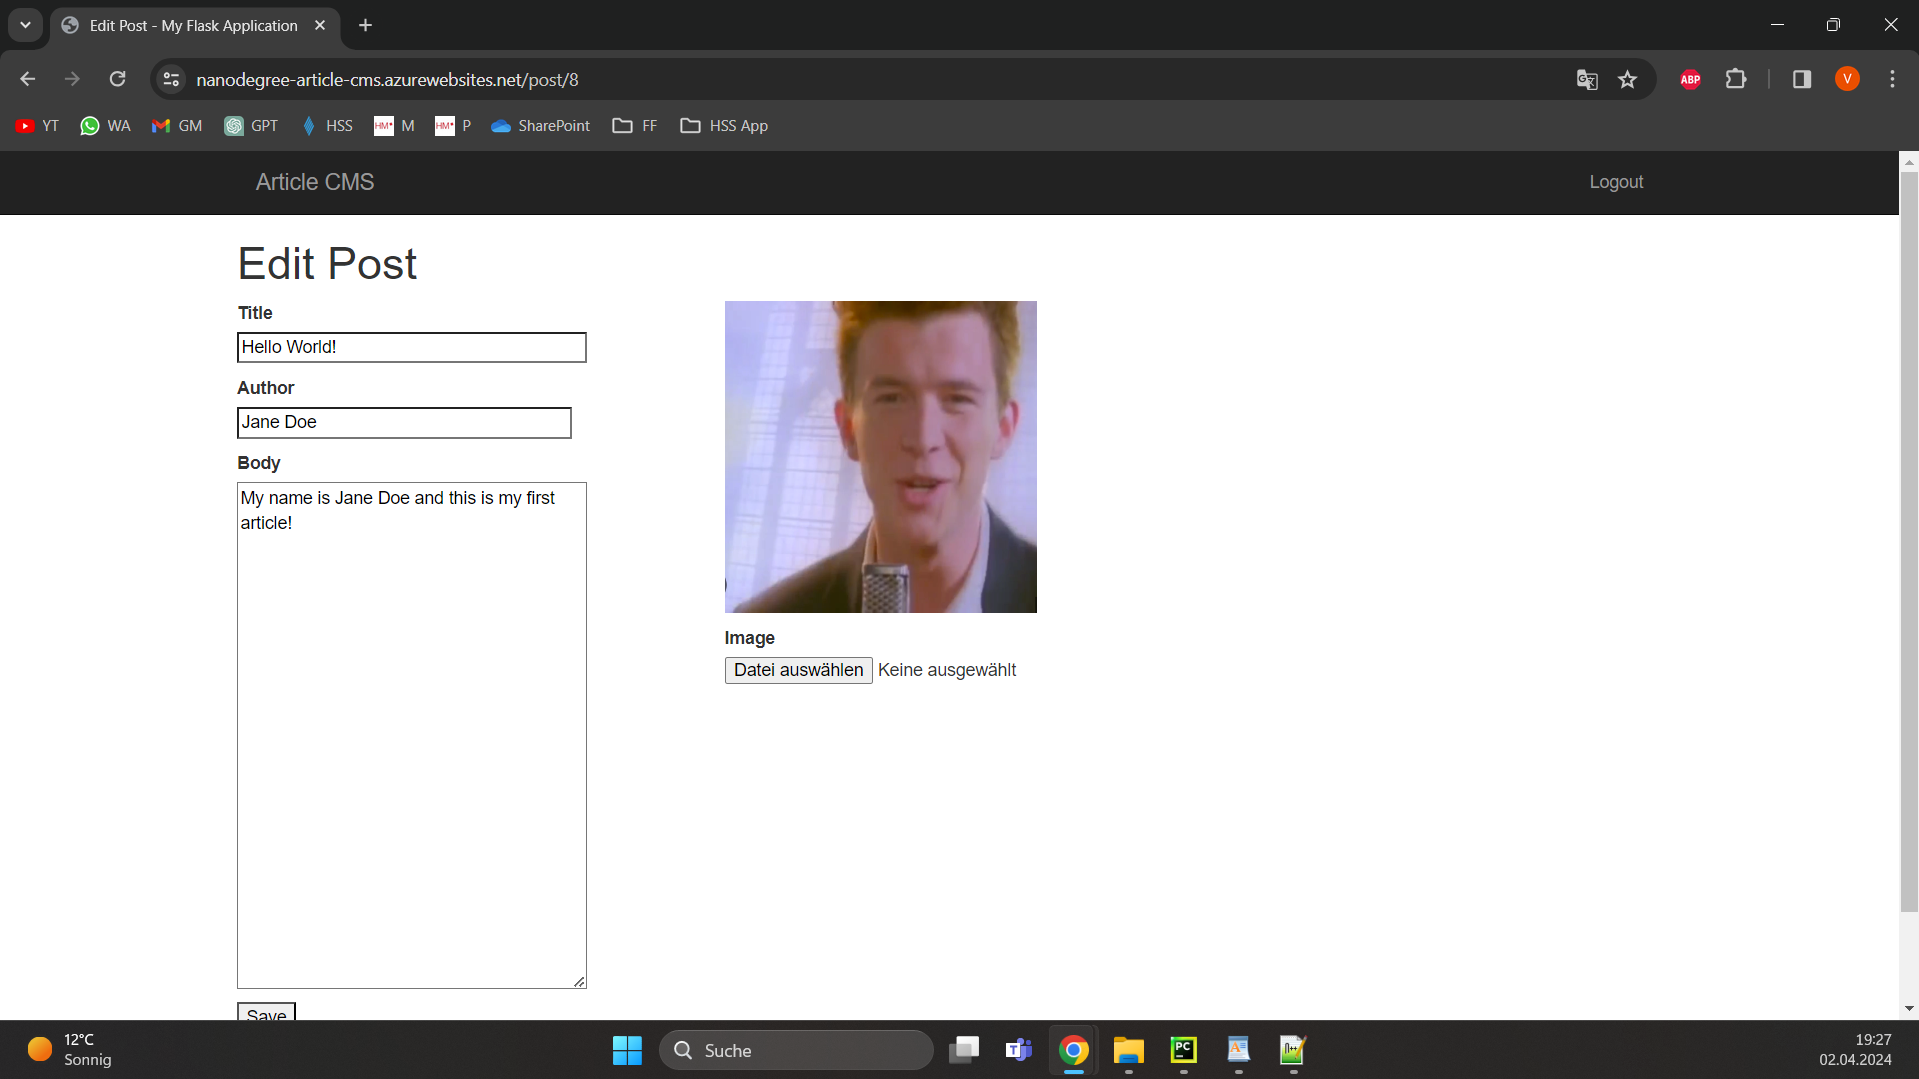 Edit Post - My Flask Application
nanodegree-article-cms.azurewebsites.net/post/8
ABP
V
YT
WA
GM
GPT
HSS
HM M
HM P
SharePoint
FF
HSS App
Article CMS
Logout
Edit Post
Title
Hello World!
Author
Jane Doe
Body
My name is Jane Doe and this is my first
article!
Image
Datei auswählen Keine ausgewählt
Save
12°C
Sonnig
Suche
19:27
02.04.2024